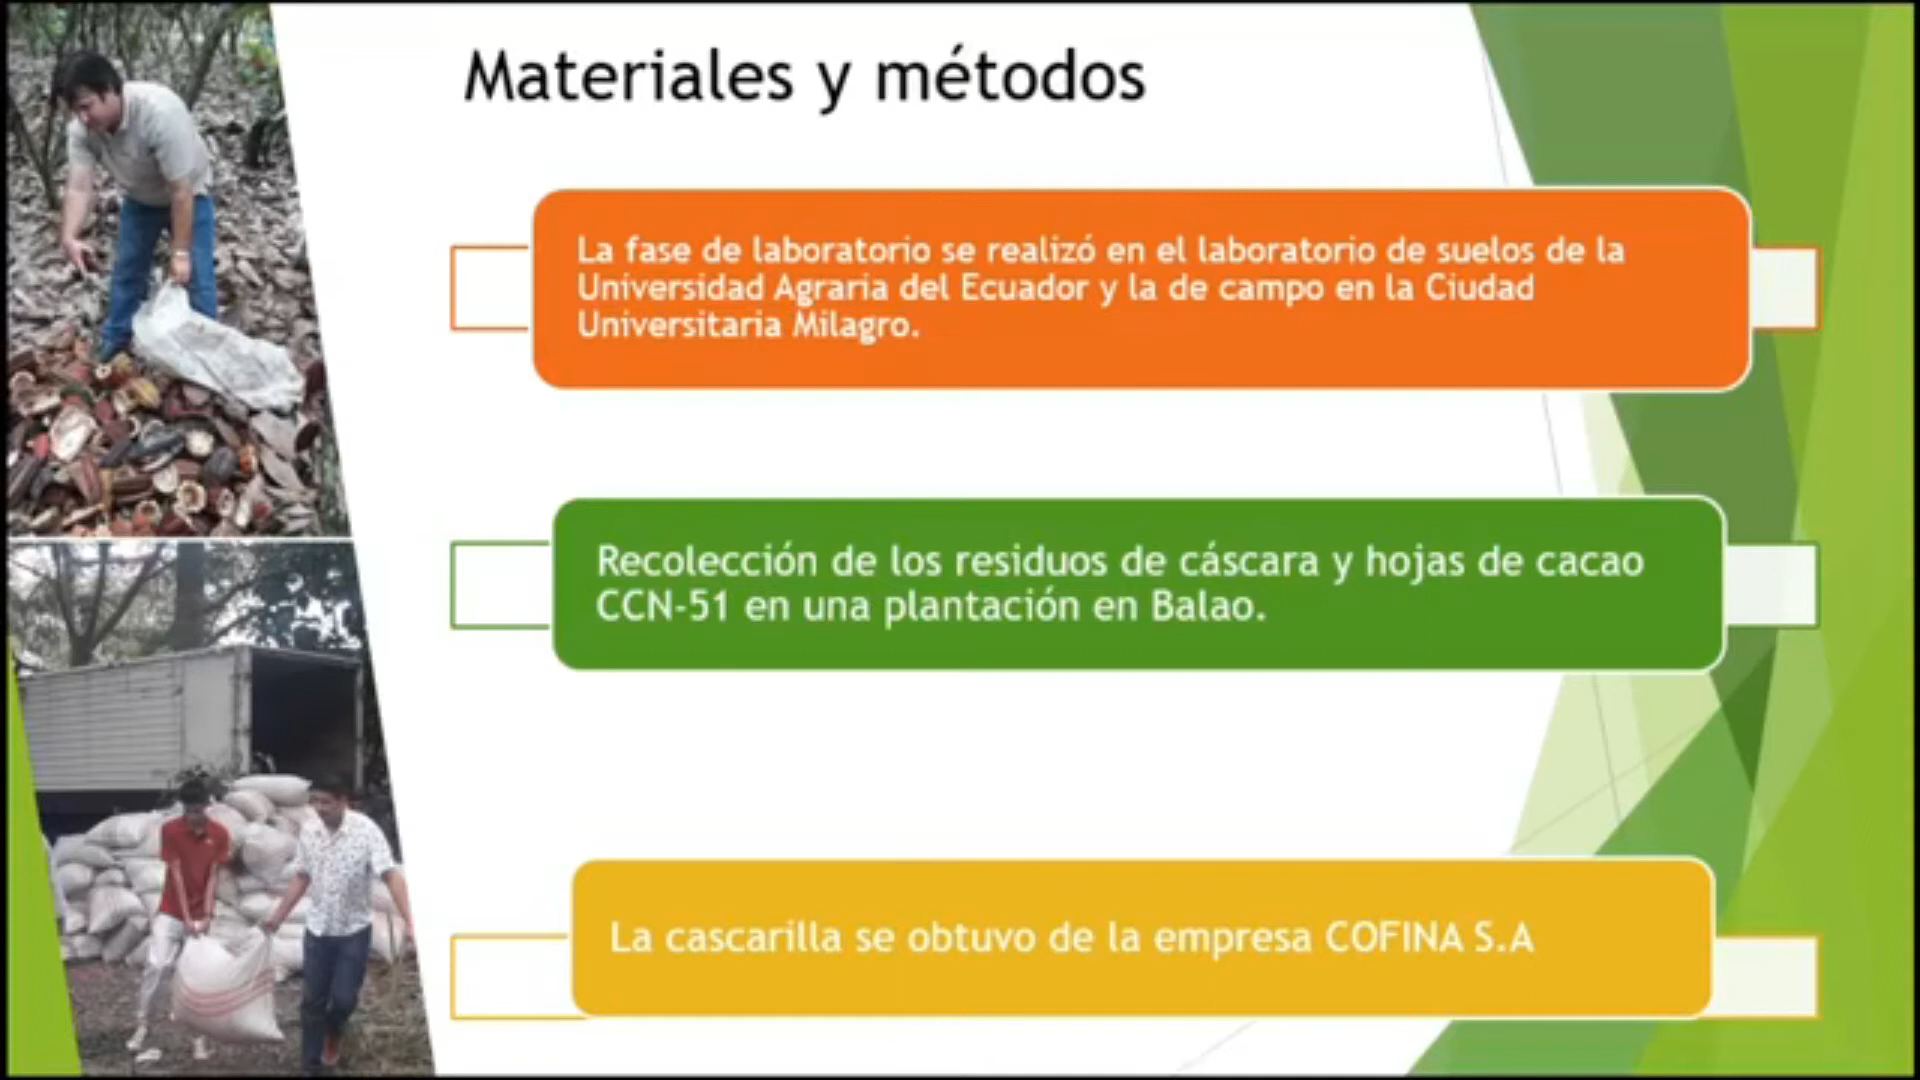 Materiales y métodos
La fase de laboratorio se realizó en el laboratorio de suelos de la
Universidad Agraria del Ecuador y la de campo en la Ciudad
Universitaria Milagro.
Recolección de los residuos de cáscara y hojas de cacao
CCN-51 en una plantación en Balao.
La cascarilla se obtuvo de la empresa COFINA S.A